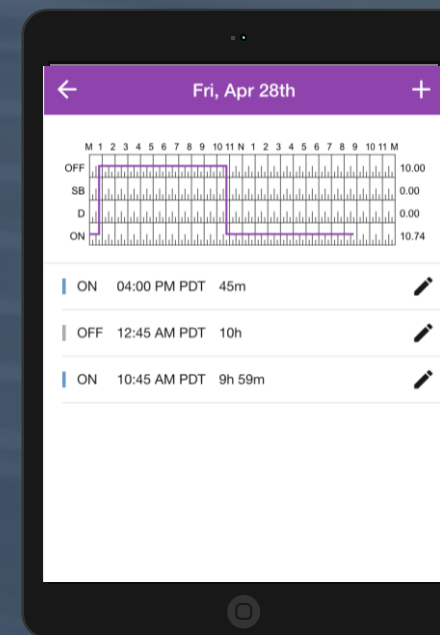 Fri, Apr 28th
M 1 2 3 4 5 6 7 8 9 10 11 N 1 2 3 4 5 6 7 8 9 10 11 M
OFF 10.00
SB 0.00
D 0.00
ON 10.74
ON 04:00 PM PDT 45m
OFF 12:45 AM PDT 10h
ON 10:45 AM PDT 9h 59m